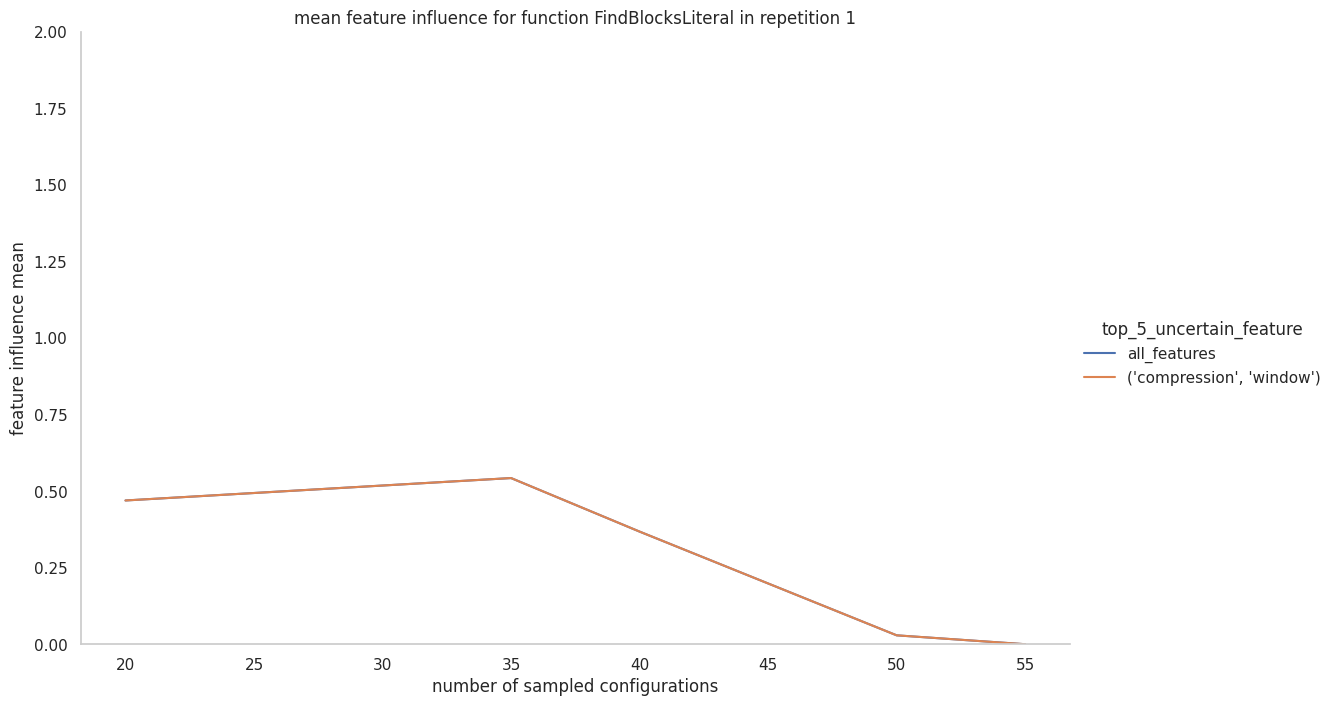 mean feature influence for function FindBlocksLiteral in repetition 1
2.00
1.75
1.50
1.25
1.00
0.75
0.50
0.25
0.00
feature influence mean
20 25 30 35 40 45 50 55
number of sampled configurations
top_5_uncertain_feature
all_features
('compression', 'window')